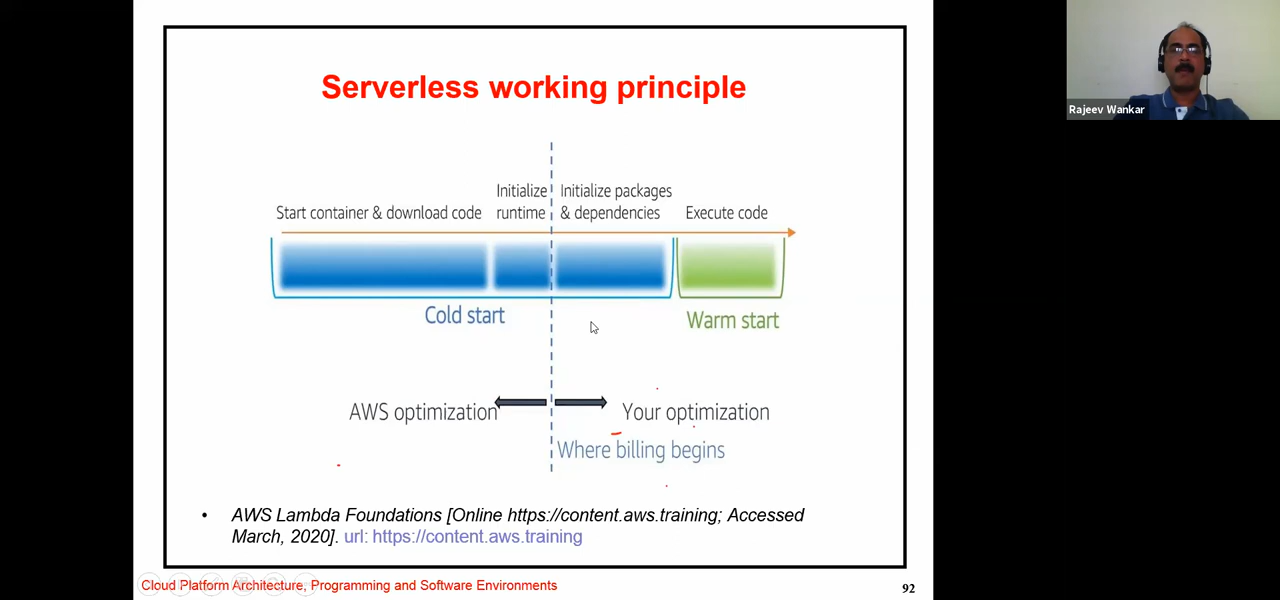 Serverless working principle
Rajeev Wankar
Initialize
runtime
Initialize packages
& dependencies
Start container & download code
Execute code
Cold start
Warm start
AWS optimization
Your optimization
Where billing begins
• AWS Lambda Foundations [Online https://content.aws.training; Accessed
March, 2020]. url: https://content.aws.training
Cloud Platform Architecture, Programming and Software Environments
92